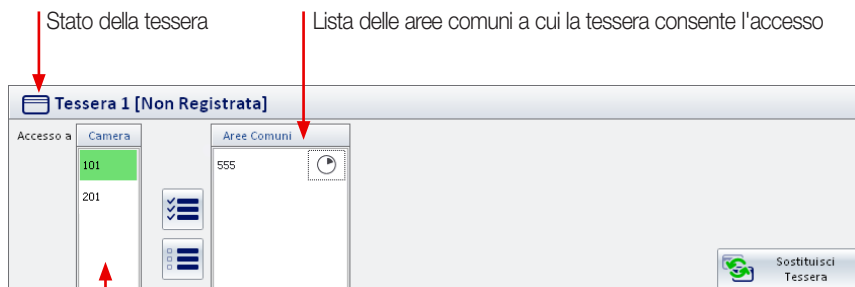 Stato della tessera
Lista delle aree comuni a cui la tessera consente l'accesso
Tessera 1 [Non Registrata]
Accesso a
Camera
Aree Comuni
101
555
201
Sostituisci
Tessera